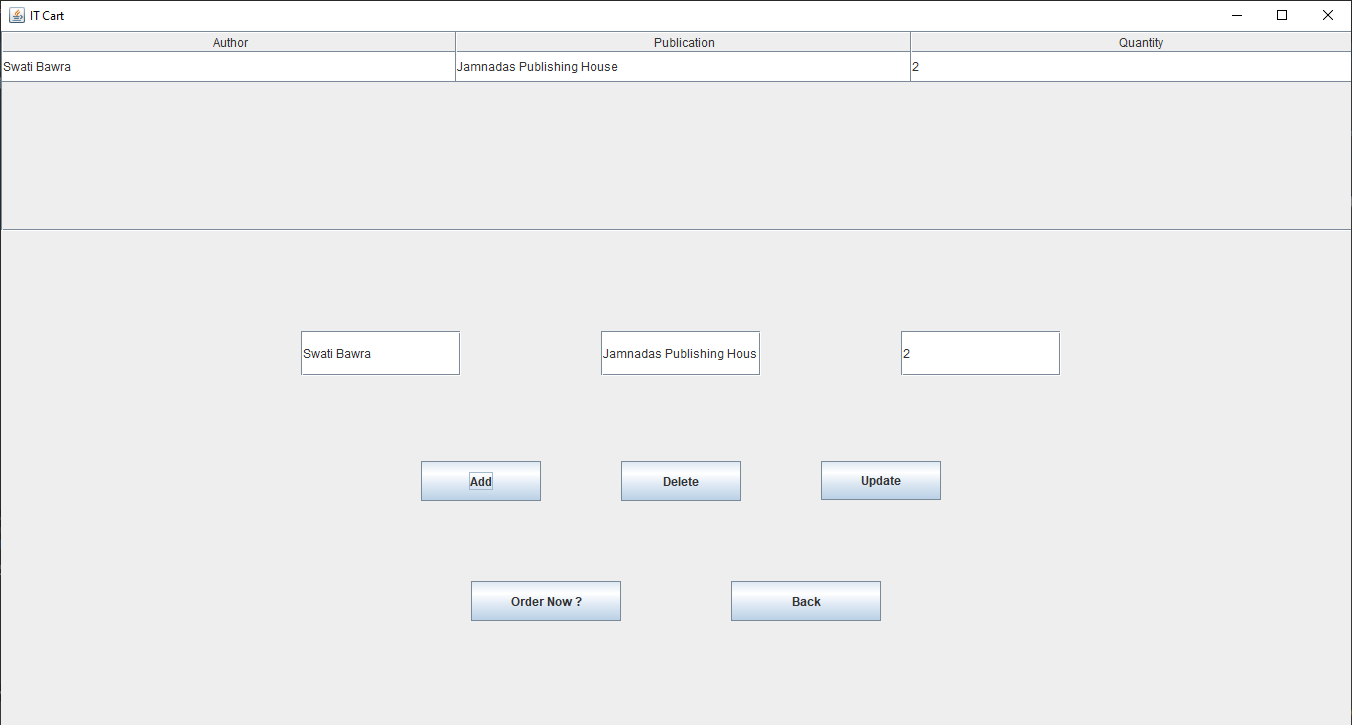 IT Cart
Author Publication Quantity
Swati Bawra Jamnadas Publishing House 2
Swati Bawra Jamnadas Publishing Hous 2
Add Delete Update
Order Now ? Back